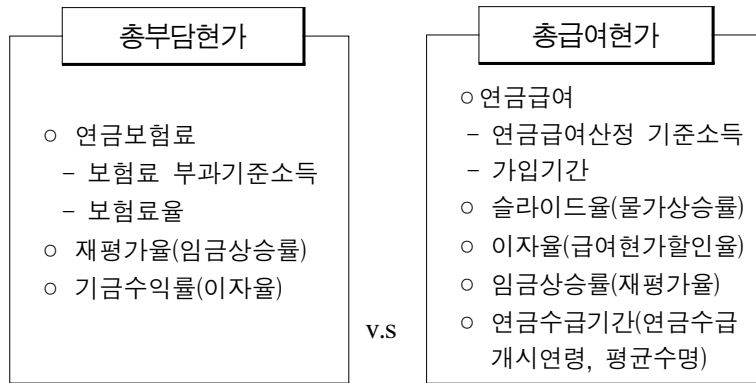 총부담현가
○ 연금보험료
- 보험료 부과기준소득
- 보험료율
○ 재평가율(임금상승률)
○ 기금수익률(이자율)
V.S
총급여현가
○ 연금급여
- 연금급여산정 기준소득
- 가입기간
○ 슬라이드율(물가상승률)
○ 이자율(급여현가할인율)
○ 임금상승률(재평가율)
○ 연금수급기간(연금수급
개시연령, 평균수명)